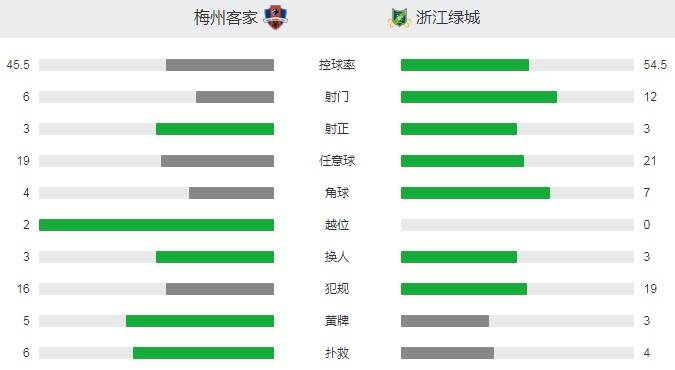 梅州客家 浙江绿城
45.5 控球率 54.5
6 射门 12
3 射正 3
19 任意球 21
4 角球 7
2 越位 0
3 换人 3
16 犯规 19
5 黄牌 3
6 扑救 4